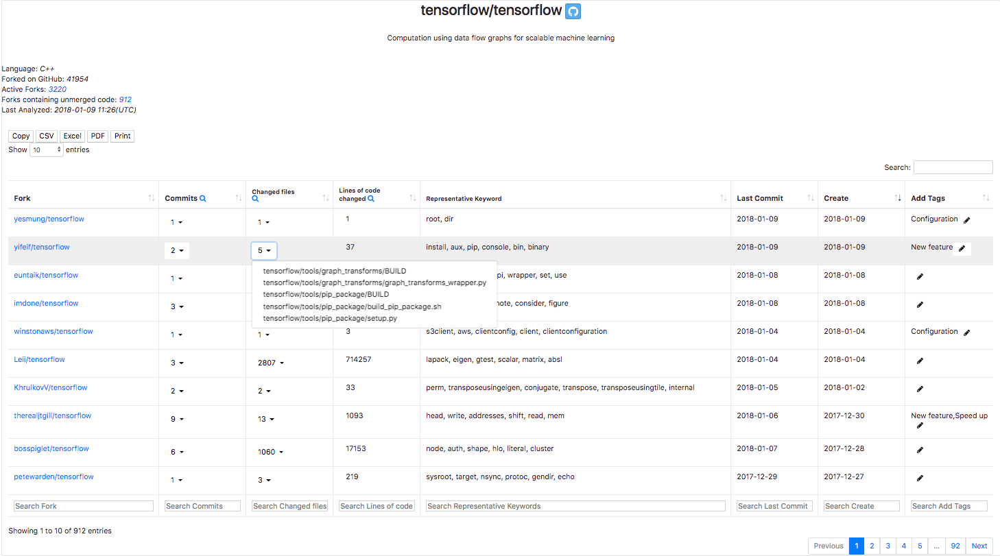 tensorflow/tensorflow
Computation using data flow graphs for scalable machine learning
Language: C++
Forked on GitHub: 41954
Active Forks: 3220
Forks containing unmerged code: 912
Last Analyzed: 2018-01-09 11:26(UTC)
Copy CSV Excel PDF Print
Show 10 entries
Search:
Fork Commits Changed files Lines of code changed Representative Keyword Last Commit Create Add Tags
yesmung/tensorflow 1 1 1 root, dir 2018-01-09 2018-01-09 Configuration
yifeif/tensorflow 2 5 37 install, aux, pip, console, bin, binary 2018-01-09 2018-01-09 New feature
tensorflow/tools/graph_transforms/BUILD
tensorflow/tools/graph_transforms/graph_transforms_wrapper.py
tensorflow/tools/pip_package/BUILD
tensorflow/tools/pip_package/build_pip_package.sh
tensorflow/tools/pip_package/setup.py
euntaik/tensorflow 1 wrapper, set, use 2018-01-08 2018-01-08
imdone/tensorflow 3 consider, figure 2018-01-08 2018-01-08
winstonaws/tensorflow 1 1 3 s3client, aws, clientconfig, client, clientconfiguration 2018-01-04 2018-01-04 Configuration
Leii/tensorflow 3 2807 714257 lapack, eigen, gtest, scalar, matrix, absl 2018-01-04 2018-01-04
KhrulkovV/tensorflow 2 2 33 perm, transposeusingeigen, conjugate, transpose, transposeusingtile, internal 2018-01-05 2018-01-02
therealjtgill/tensorflow 9 13 1093 head, write, addresses, shift, read, mem 2018-01-06 2017-12-30 New feature,Speed up
bosspiglet/tensorflow 6 1060 17153 node, auth, shape, hlo, literal, cluster 2018-01-07 2017-12-28
petewarden/tensorflow 1 3 219 sysroot, target, nsync, protoc, gendir, echo 2017-12-29 2017-12-27
Search Fork Search Commits Search Changed files Search Lines of code Search Representative Keywords Search Last Commit Search Create Search Add Tags
Showing 1 to 10 of 912 entries
Previous 1 2 3 4 5 ... 92 Next